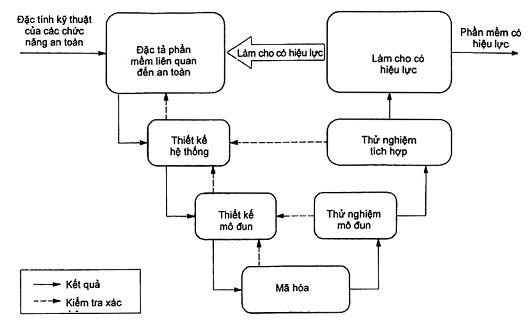 Đặc tính kỹ thuật
của các chức
năng an toàn
Đặc tả phần
mềm liên quan
đến an toàn
Làm cho có hiệu lực
Làm cho có
hiệu lực
Phần mềm có
hiệu lực
Thiết kế
hệ thống
Thử nghiệm
tích hợp
Thiết kế
mô đun
Thử nghiệm
mô đun
Mã hóa
Kết quả
Kiểm tra xác